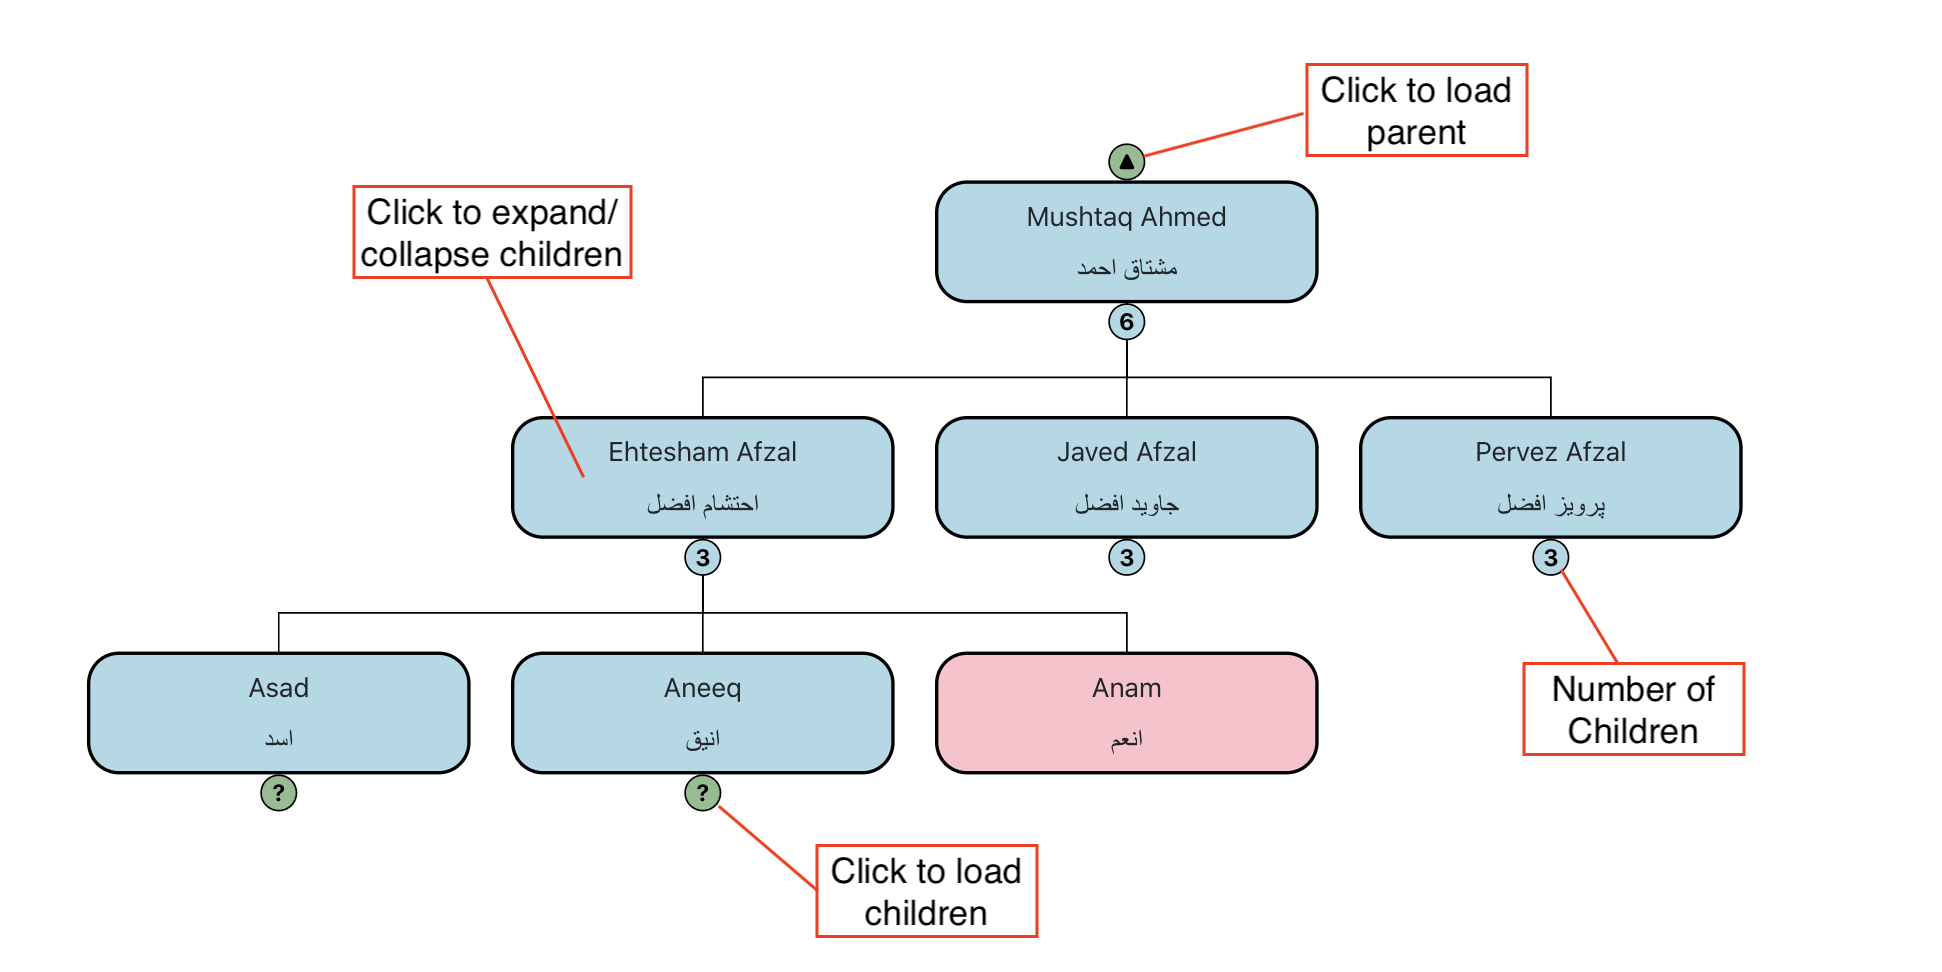 Click to load
parent
▲
Click to expand/
collapse children
Mushtaq Ahmed
مشتاق احمد
6
Ehtesham Afzal
احتشام افضل
3
Javed Afzal
جاوید افضل
3
Pervez Afzal
پرویز افضل
3
Asad
اسد
?
Aneeq
انیق
?
Anam
انعم
Number of
Children
Click to load
children